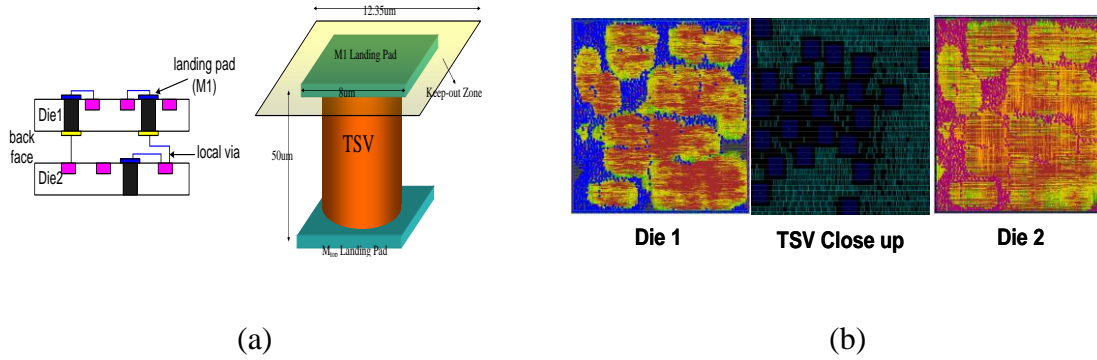 landing pad
(M1)
Die1
back
face
local via
Die2
12.35um
M1 Landing Pad
Keep-out Zone
8um
TSV
50um
Mtop Landing Pad
(a)
Die 1
TSV Close up
Die 2
(b)